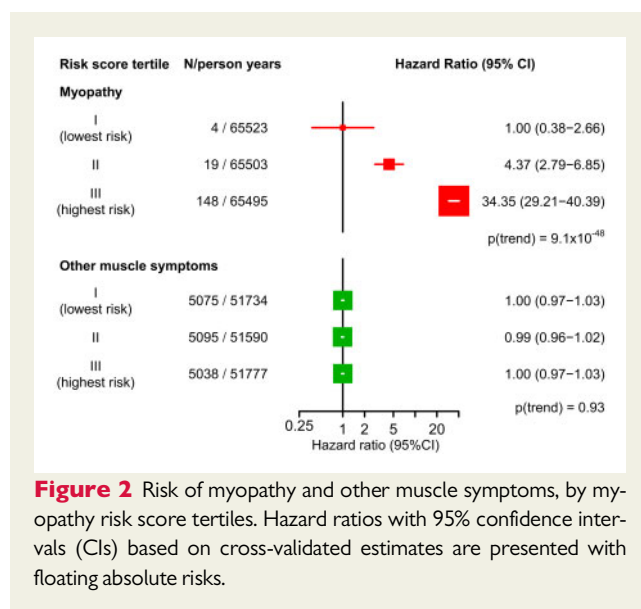 Risk score tertile N/person years Hazard Ratio (95% CI)
Myopathy
I
(lowest risk) 4 / 65523 1.00 (0.38−2.66)
II 19 / 65503 4.37 (2.79−6.85)
III
(highest risk) 148 / 65495 34.35 (29.21−40.39)
p(trend) = 9.1x10⁻⁴⁸
Other muscle symptoms
I
(lowest risk) 5075 / 51734 1.00 (0.97−1.03)
II 5095 / 51590 0.99 (0.96−1.02)
III
(highest risk) 5038 / 51777 1.00 (0.97−1.03)
p(trend) = 0.93
0.25 1 2 5 20
Hazard ratio (95%CI)
Figure 2 Risk of myopathy and other muscle symptoms, by my-
opathy risk score tertiles. Hazard ratios with 95% confidence inter-
vals (CIs) based on cross-validated estimates are presented with
floating absolute risks.